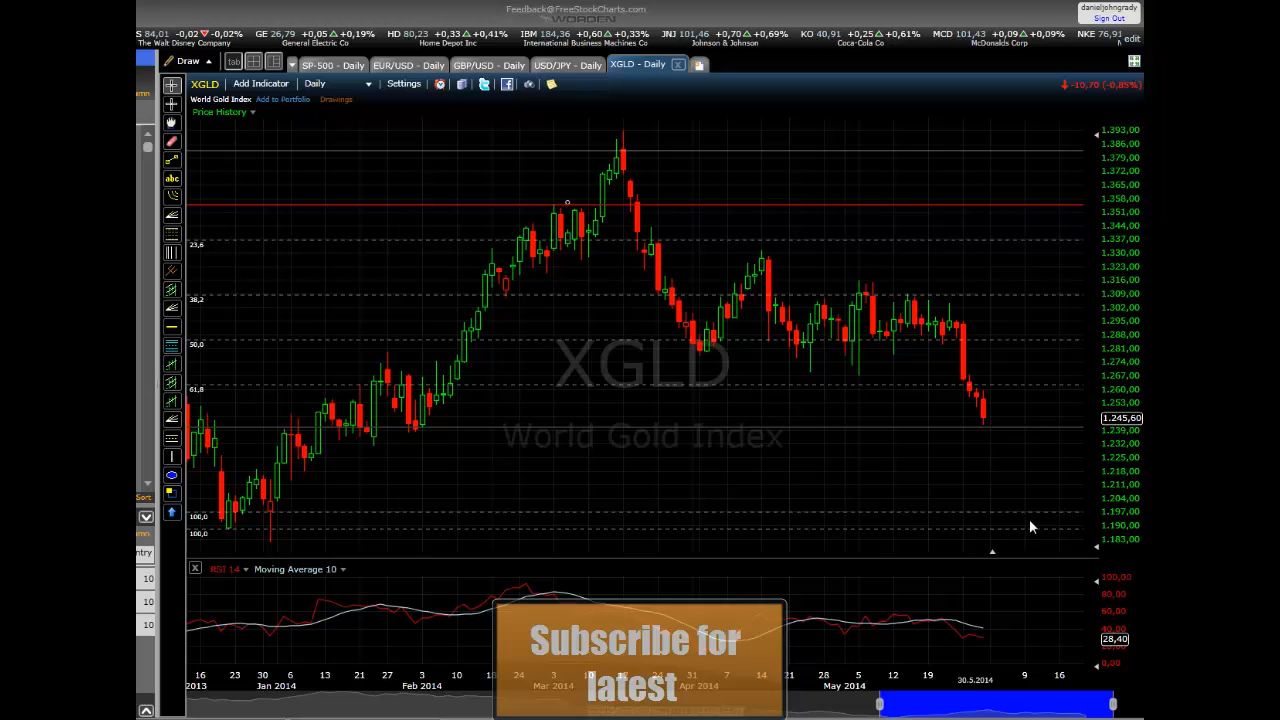 Feedback@FreeStockCharts.com
WORDEN
danieljohngrady
Sign Out
S 84,01 -0,02 -0,02% GE 26,79 +0,05 +0,19% HD +0,33 +0,41% IBM 184,36 +0,60 +0,33% JNJ 101,46 +0,70 +0,69% KO 40,91 +0,25 +0,61% MCD 101,43 +0,09 +0,09% NKE 76,91
The Walt Disney Company General Electric Co Home Depot Inc International Business Machines Co Johnson & Johnson Coca-Cola Co McDonalds Corp edit
Draw tab SP-500 - Daily EUR/USD - Daily GBP/USD - Daily USD/JPY - Daily XGLD - Daily
XGLD Add Indicator Daily Settings -10,70 (-0,85%)
World Gold Index Add to Portfolio Drawings
Price History
abc
1.393,00
1.386,00
1.379,00
1.372,00
1.365,00
1.358,00
1.351,00
1.344,00
1.337,00
1.330,00
1.323,00
1.316,00
1.309,00
1.302,00
1.295,00
1.288,00
1.281,00
1.274,00
1.267,00
1.260,00
1.253,00
1.245,60
1.239,00
1.232,00
1.225,00
1.218,00
1.211,00
1.204,00
1.197,00
1.190,00
1.183,00
23,6
38,2
50,0
61,8
100,0
100,0
XGLD
World Gold Index
Sort
ntry
10
10
10
RSI 14 Moving Average 10
100,00
80,00
60,00
40,00
28,40
0,00
Subscribe for
latest
16 23 30 6 13 21 27 3 10 18 24 3 10 31 7 14 21 28 5 12 19 30.5.2014 9 16
2013 Jan 2014 Feb 2014 Mar 2014 Apr 2014 May 2014